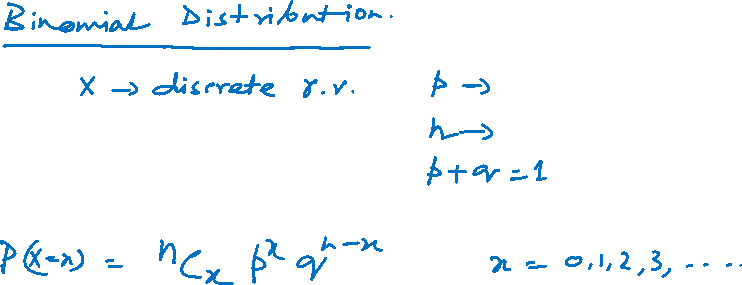 Binomial Distribution.
X → discrete r.v. p →
n →
p + q = 1
P(X=x) = ⁿCₓ pˣ qⁿ⁻ˣ x = 0,1,2,3, ....